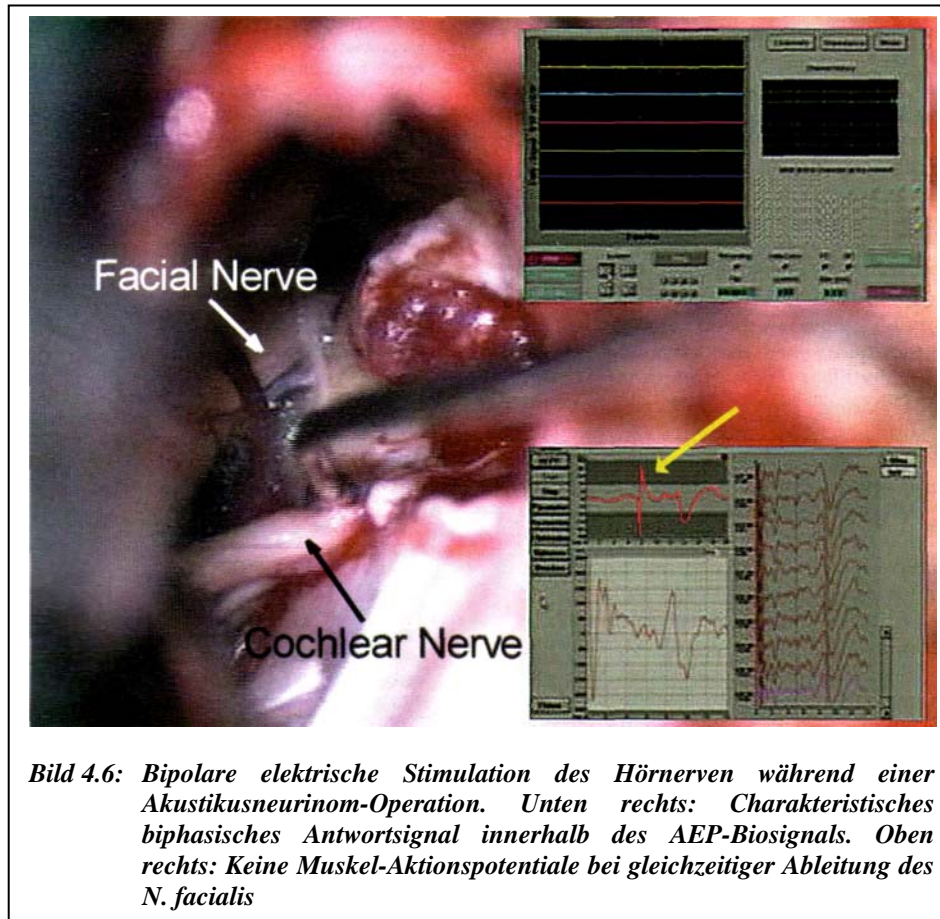 Facial Nerve
Cochlear Nerve
Bild 4.6: Bipolare elektrische Stimulation des Hörnerven während einer
Akustikusneurinom-Operation. Unten rechts: Charakteristisches
biphasisches Antwortsignal innerhalb des AEP-Biosignals. Oben
rechts: Keine Muskel-Aktionspotentiale bei gleichzeitiger Ableitung des
N. facialis